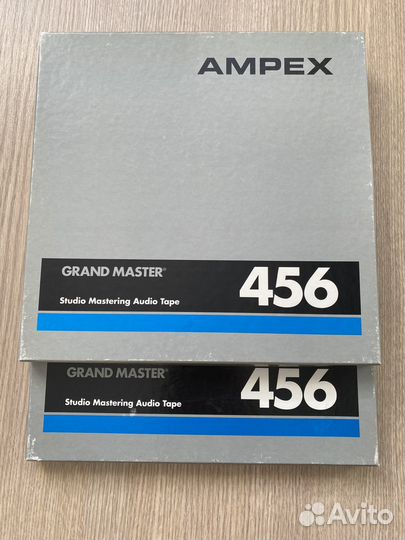 AMPEX
GRAND MASTER® 456
Studio Mastering Audio Tape
GRAND MASTER® 456
Studio Mastering Audio Tape
Avito